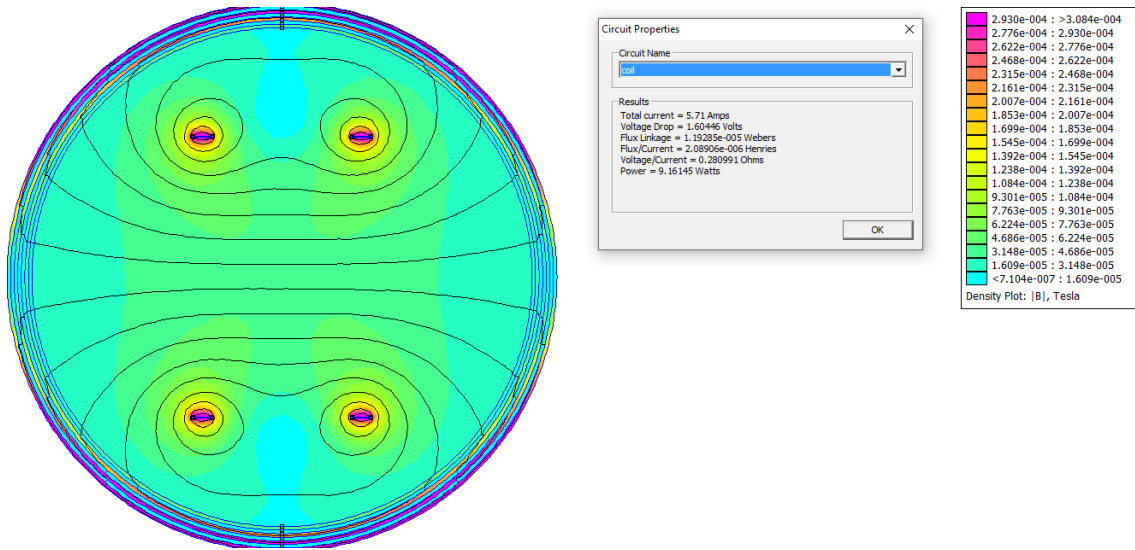 Circuit Properties
Circuit Name
coil
Results
Total current = 5.71 Amps
Voltage Drop = 1.60446 Volts
Flux Linkage = 1.19285e-005 Webers
Flux/Current = 2.08906e-006 Henries
Voltage/Current = 0.280991 Ohms
Power = 9.16145 Watts
OK
2.930e-004 : >3.084e-004
2.776e-004 : 2.930e-004
2.622e-004 : 2.776e-004
2.468e-004 : 2.622e-004
2.315e-004 : 2.468e-004
2.161e-004 : 2.315e-004
2.007e-004 : 2.161e-004
1.853e-004 : 2.007e-004
1.699e-004 : 1.853e-004
1.545e-004 : 1.699e-004
1.392e-004 : 1.545e-004
1.238e-004 : 1.392e-004
1.084e-004 : 1.238e-004
9.301e-005 : 1.084e-004
7.763e-005 : 9.301e-005
6.224e-005 : 7.763e-005
4.686e-005 : 6.224e-005
3.148e-005 : 4.686e-005
1.609e-005 : 3.148e-005
<7.104e-007 : 1.609e-005
Density Plot: |B|, Tesla